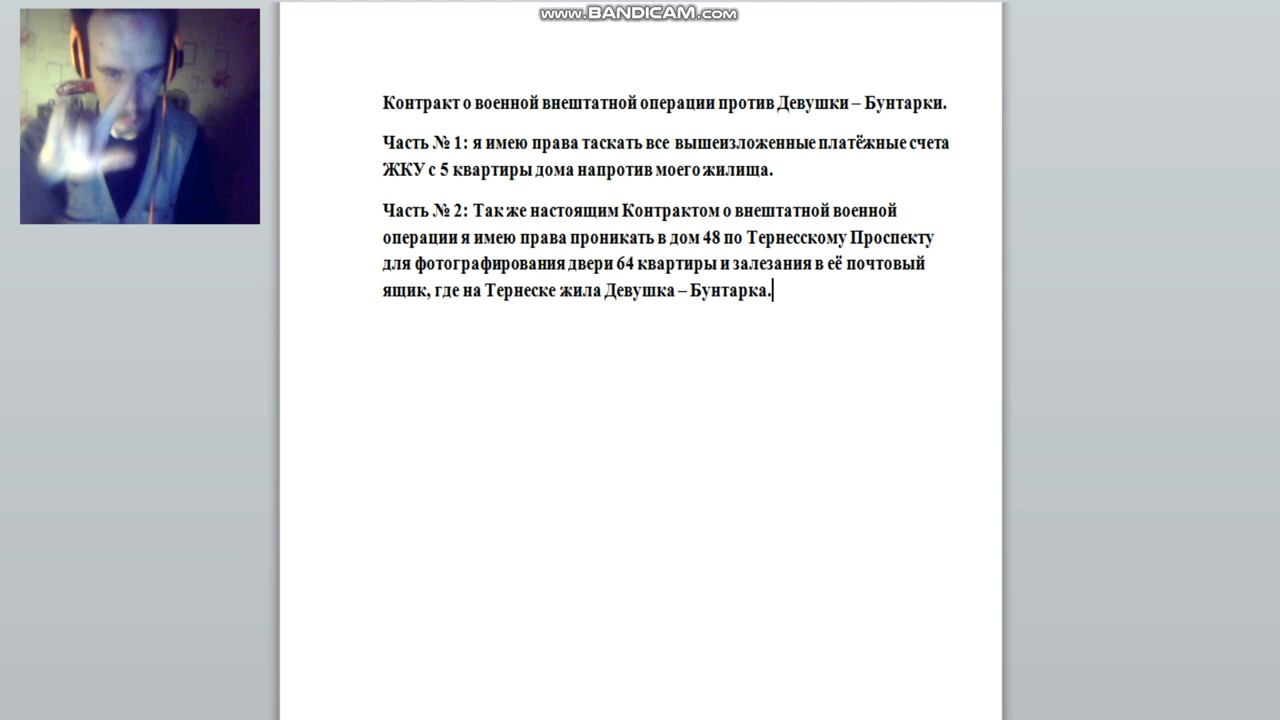 www.BANDICAM.com
Контракт о военной внештатной операции против Девушки – Бунтарки.
Часть № 1: я имею права таскать все вышеизложенные платёжные счета
ЖКУ с 5 квартиры дома напротив моего жилища.
Часть № 2: Так же настоящим Контрактом о внештатной военной
операции я имею права проникать в дом 48 по Тернесскому Проспекту
для фотографирования двери 64 квартиры и залезания в её почтовый
ящик, где на Тернеске жила Девушка – Бунтарка.